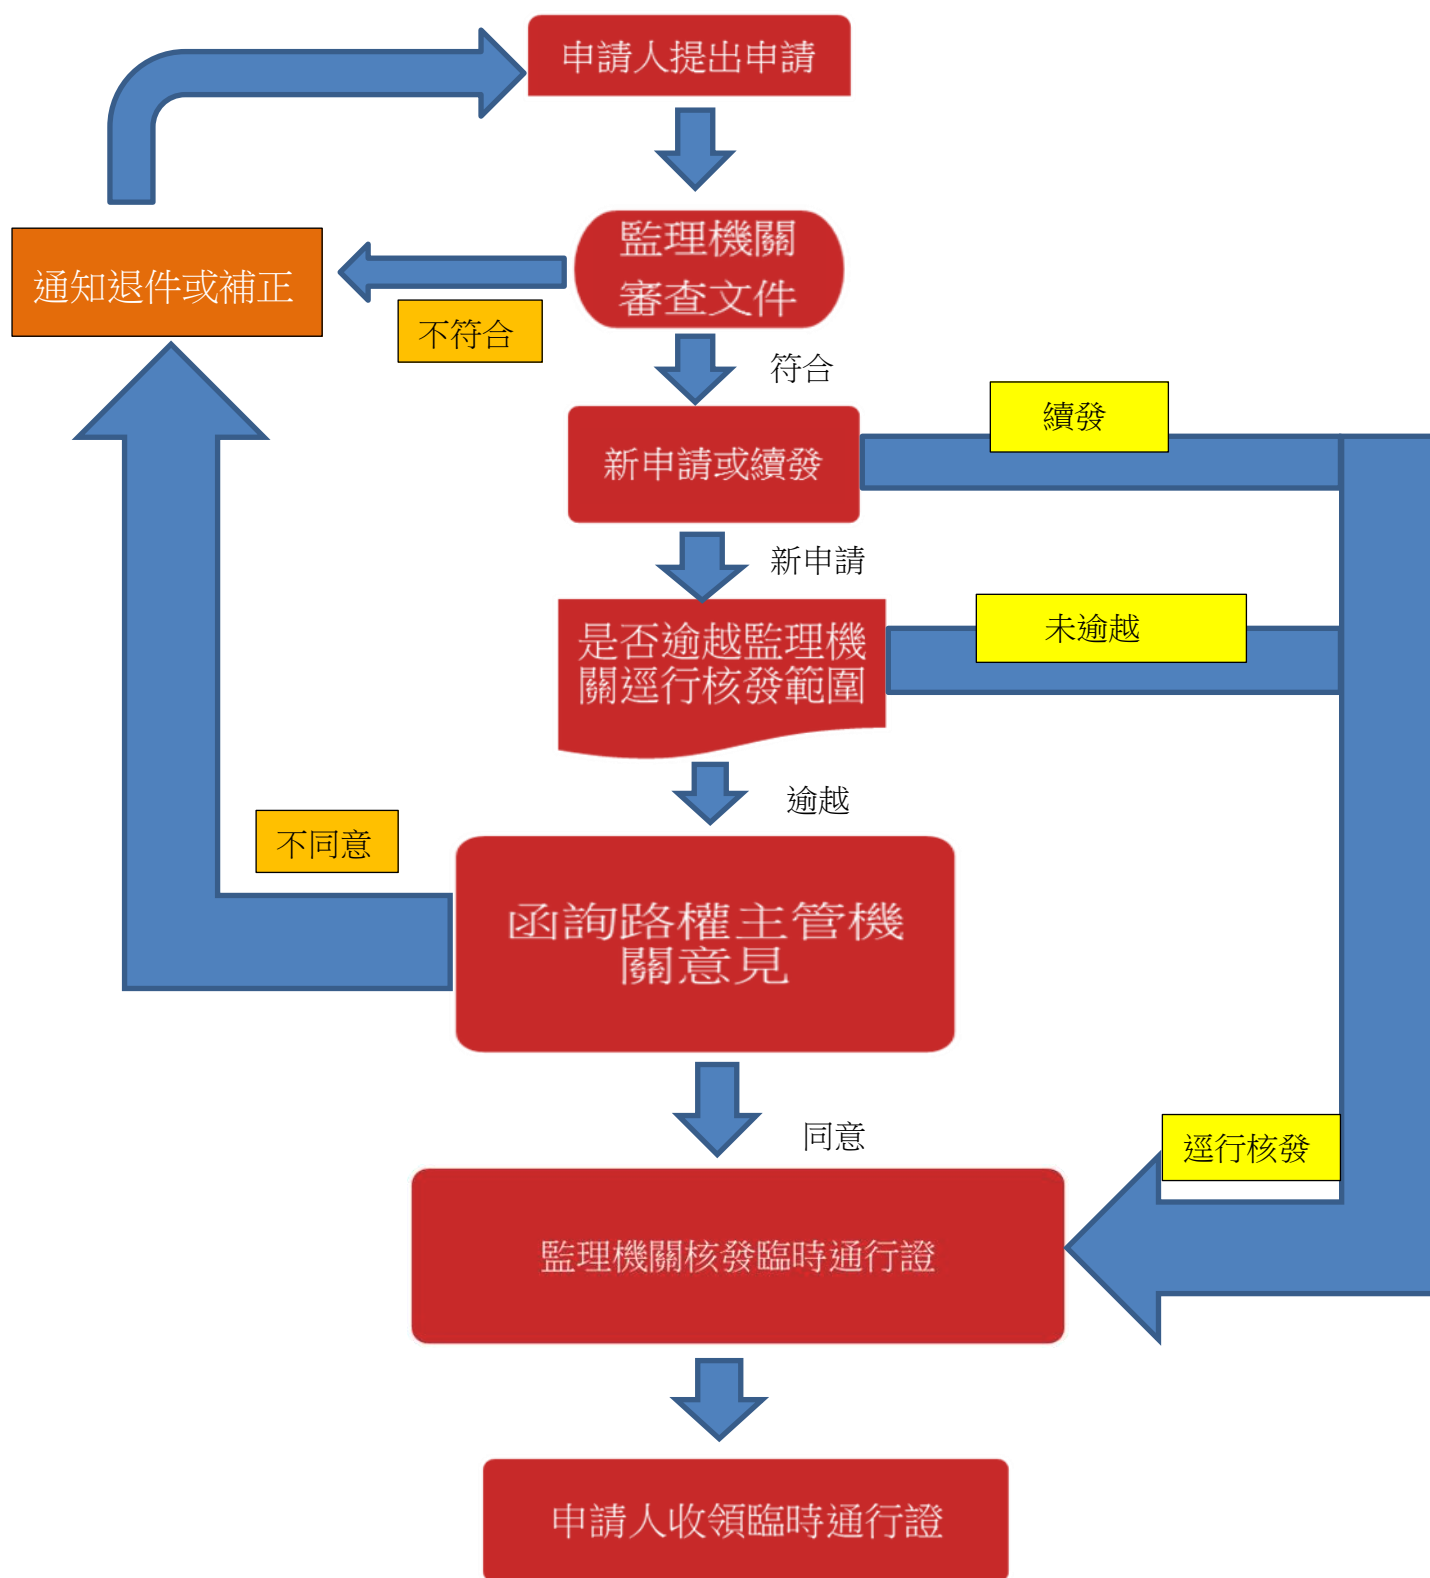 申請人提出申請
監理機關
審查文件
通知退件或補正
不符合
符合
續發
新申請或續發
新申請
未逾越
是否逾越監理機
關逕行核發範圍
逾越
不同意
函詢路權主管機
關意見
同意
逕行核發
監理機關核發臨時通行證
申請人收領臨時通行證